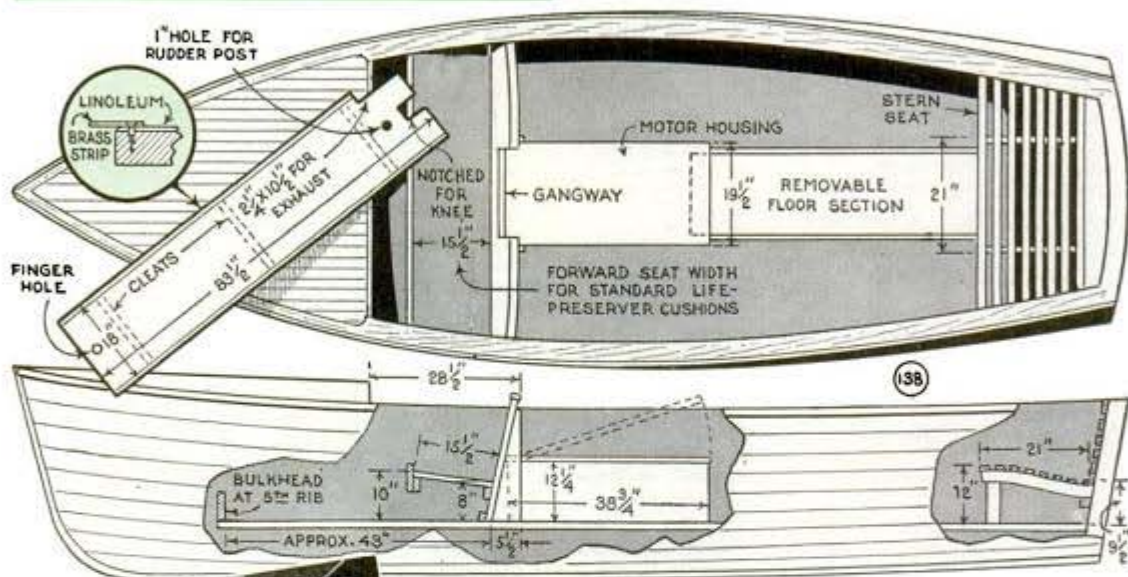 1" HOLE FOR
RUDDER POST
LINOLEUM
BRASS
STRIP
2 1/4" X 10 1/2" FOR
EXHAUST
NOTCHED
FOR
KNEE
15 1/2"
CLEATS
83 1/2"
FINGER
HOLE
18"
GANGWAY
MOTOR HOUSING
19 1/2"
REMOVABLE
FLOOR SECTION
21"
STERN
SEAT
FORWARD SEAT WIDTH
FOR STANDARD LIFE-
PRESERVER CUSHIONS
138
28 1/2"
15 1/2"
10"
8"
BULKHEAD
AT 5TH RIB
APPROX. 43"
5 1/2"
12 1/4"
38 3/4"
21"
12"
9 1/2"